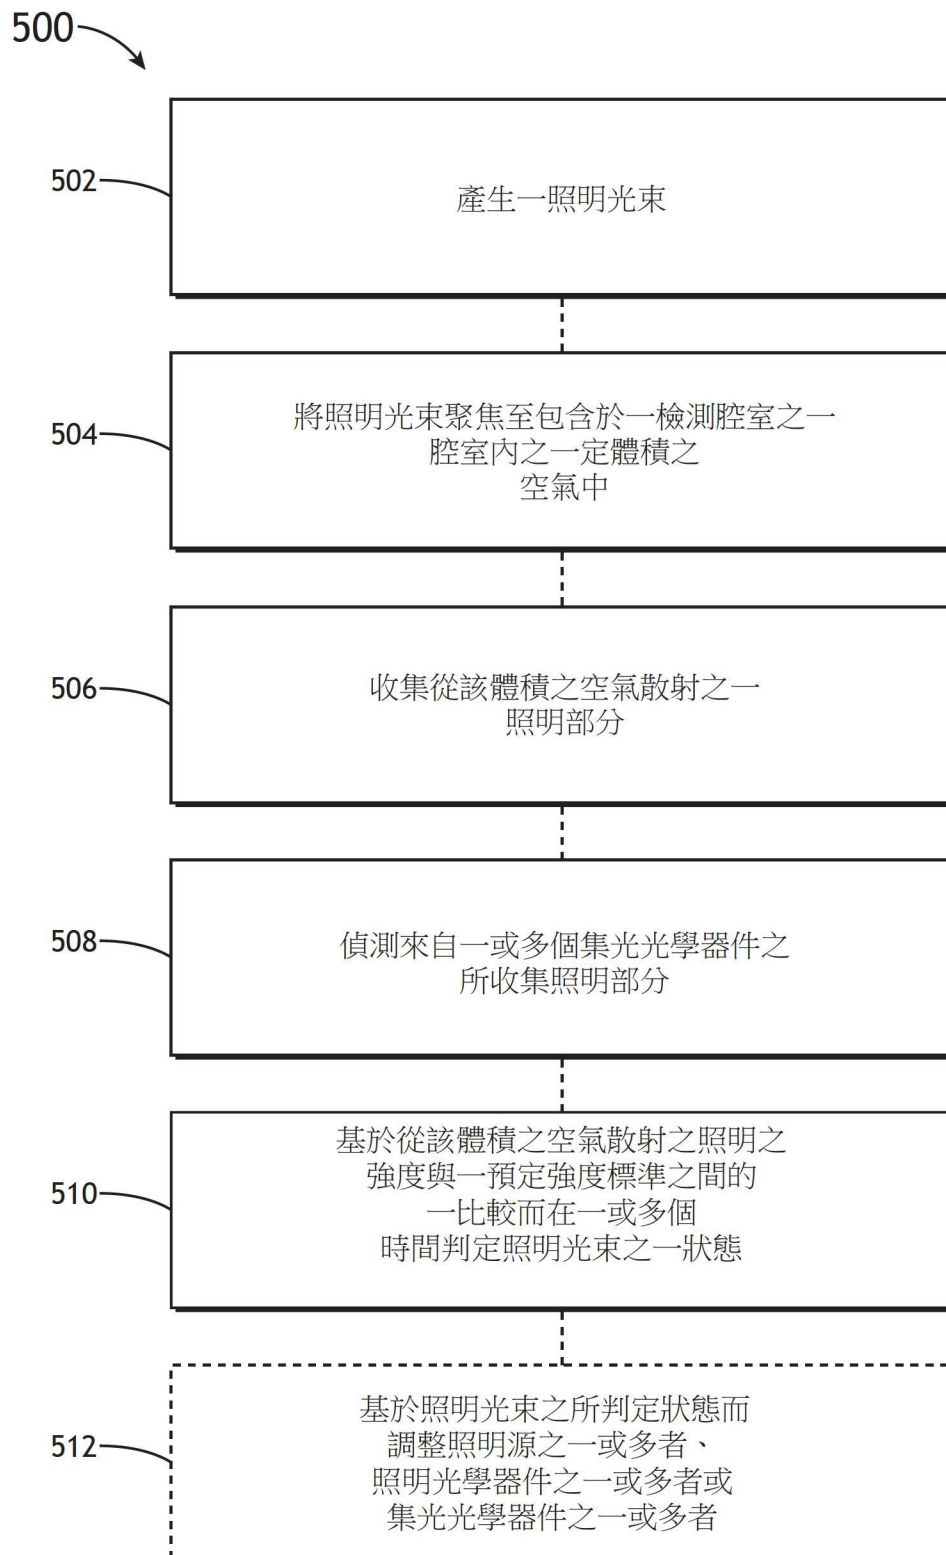 500
502
產生一照明光束
504
將照明光束聚焦至包含於一檢測腔室之一
腔室內之一定體積之
空氣中
506
收集從該體積之空氣散射之一
照明部分
508
偵測來自一或多個集光光學器件之
所收集照明部分
510
基於從該體積之空氣散射之照明之
強度與一預定強度標準之間的
一比較而在一或多個
時間判定照明光束之一狀態
512
基於照明光束之所判定狀態而
調整照明源之一或多者、
照明光學器件之一或多者或
集光光學器件之一或多者